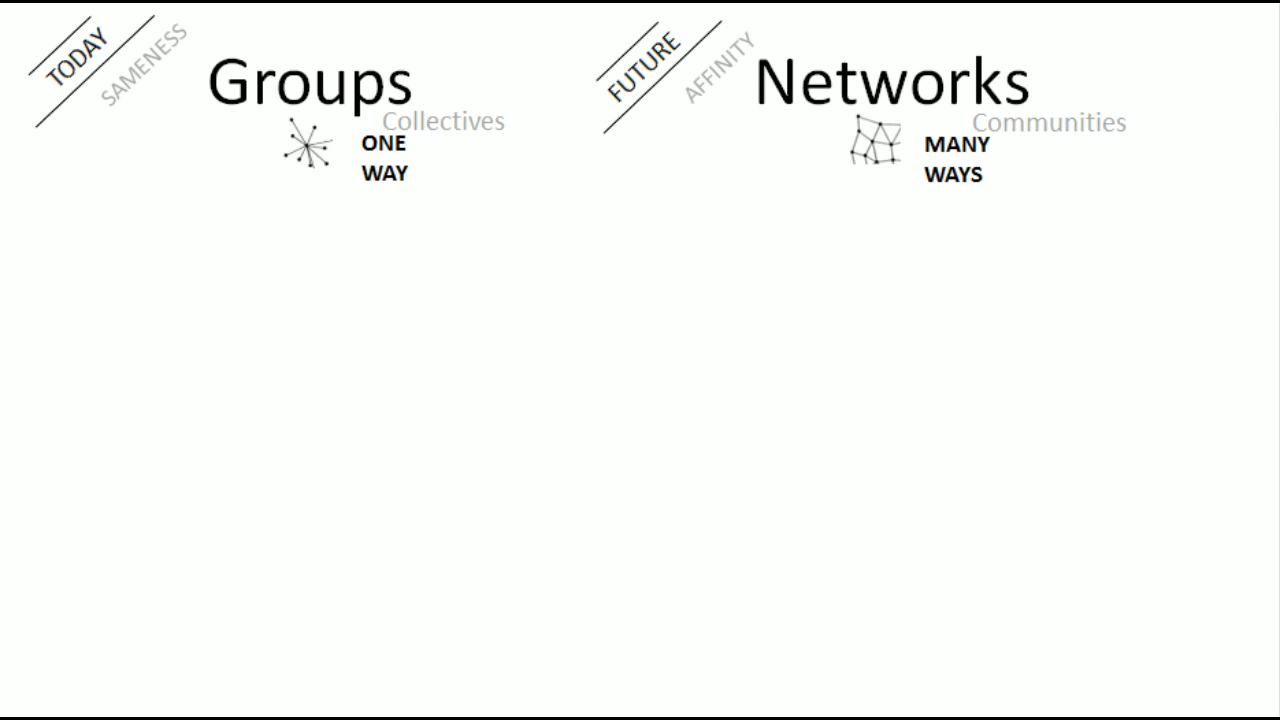 TODAY
SAMENESS
Groups
Collectives
ONE
WAY
FUTURE
AFFINITY
Networks
Communities
MANY
WAYS